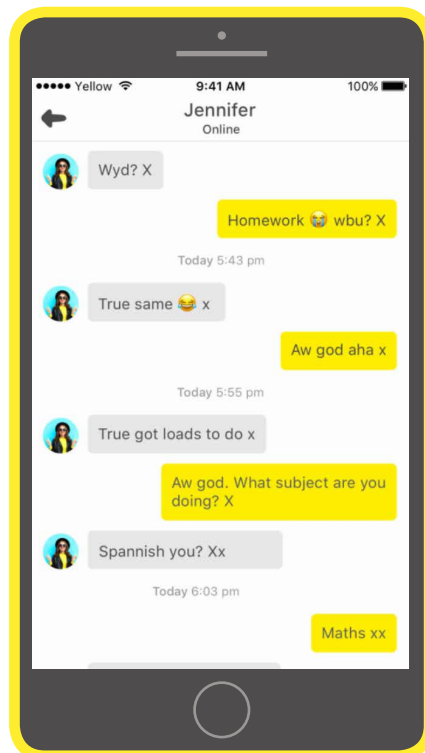 Yellow 9:41 AM 100%
Jennifer
Online
Wyd? X
Homework 😭 wbu? X
Today 5:43 pm
True same 😂 x
Aw god aha x
Today 5:55 pm
True got loads to do x
Aw god. What subject are you
doing? X
Spannish you? Xx
Today 6:03 pm
Maths xx